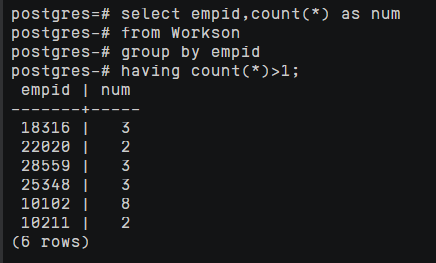 postgres=# select empid,count(*) as num
postgres-# from Workson
postgres-# group by empid
postgres-# having count(*)>1;
 empid | num
-------+-----
 18316 |   3
 22020 |   2
 28559 |   3
 25348 |   3
 10102 |   8
 10211 |   2
(6 rows)